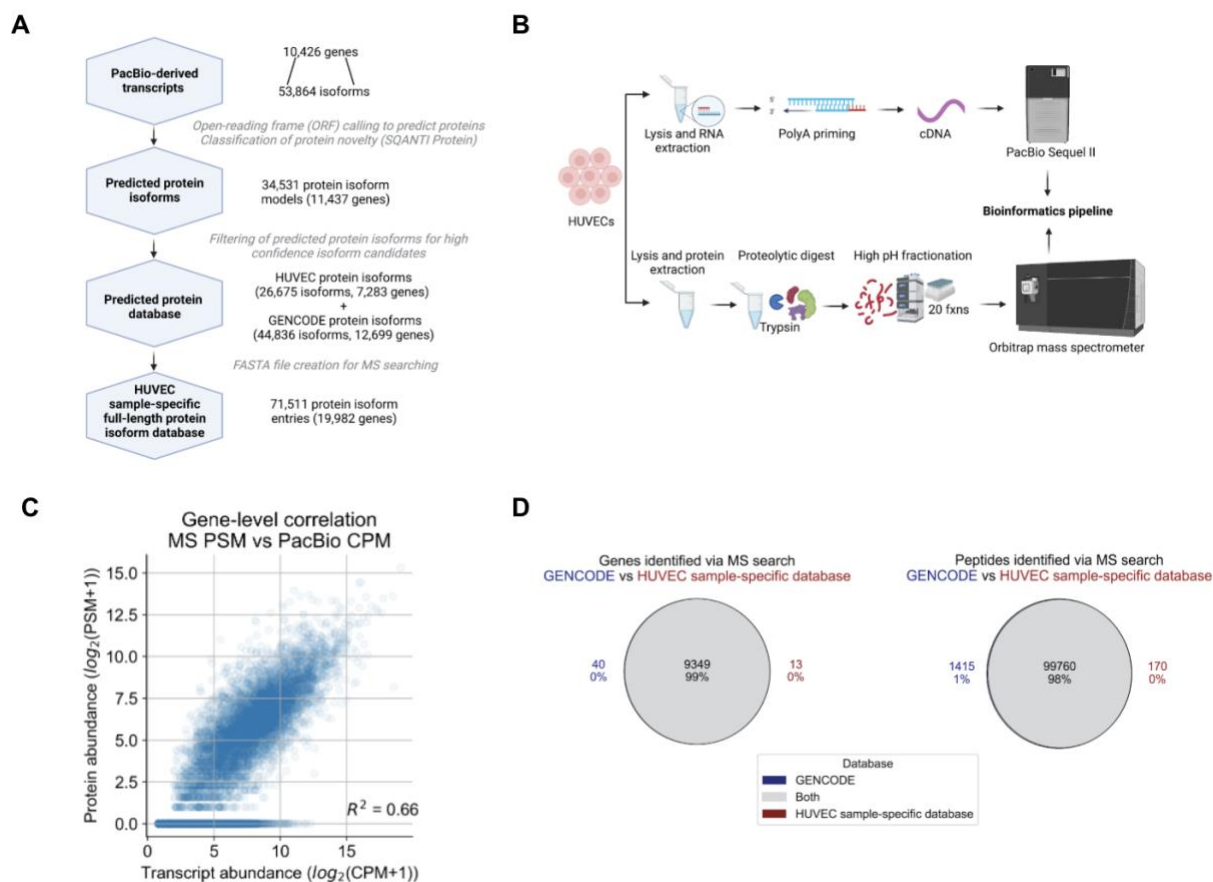 A
PacBio-derived
transcripts
10,426 genes
53,864 isoforms
Open-reading frame (ORF) calling to predict proteins
Classification of protein novelty (SQANTI Protein)
Predicted protein
isoforms
34,531 protein isoform
models (11,437 genes)
Filtering of predicted protein isoforms for high
confidence isoform candidates
Predicted protein
database
HUVEC protein isoforms
(26,675 isoforms, 7,283 genes)
+
GENCODE protein isoforms
(44,836 isoforms, 12,699 genes)
FASTA file creation for MS searching
HUVEC
sample-specific
full-length protein
isoform database
71,511 protein isoform
entries (19,982 genes)
B
HUVECs
Lysis and RNA
extraction
PolyA priming
cDNA
PacBio Sequel II
Bioinformatics pipeline
Lysis and protein
extraction
Proteolytic digest
Trypsin
High pH fractionation
20 fxns
Orbitrap mass spectrometer
C
Gene-level correlation
MS PSM vs PacBio CPM
Protein abundance (log2(PSM+1))
15.0
12.5
10.0
7.5
5.0
2.5
0.0
R² = 0.66
0 5 10 15
Transcript abundance (log2(CPM+1))
D
Genes identified via MS search
GENCODE vs HUVEC sample-specific database
40
0%
9349
99%
13
0%
Peptides identified via MS search
GENCODE vs HUVEC sample-specific database
1415
1%
99760
98%
170
0%
Database
GENCODE
Both
HUVEC sample-specific database